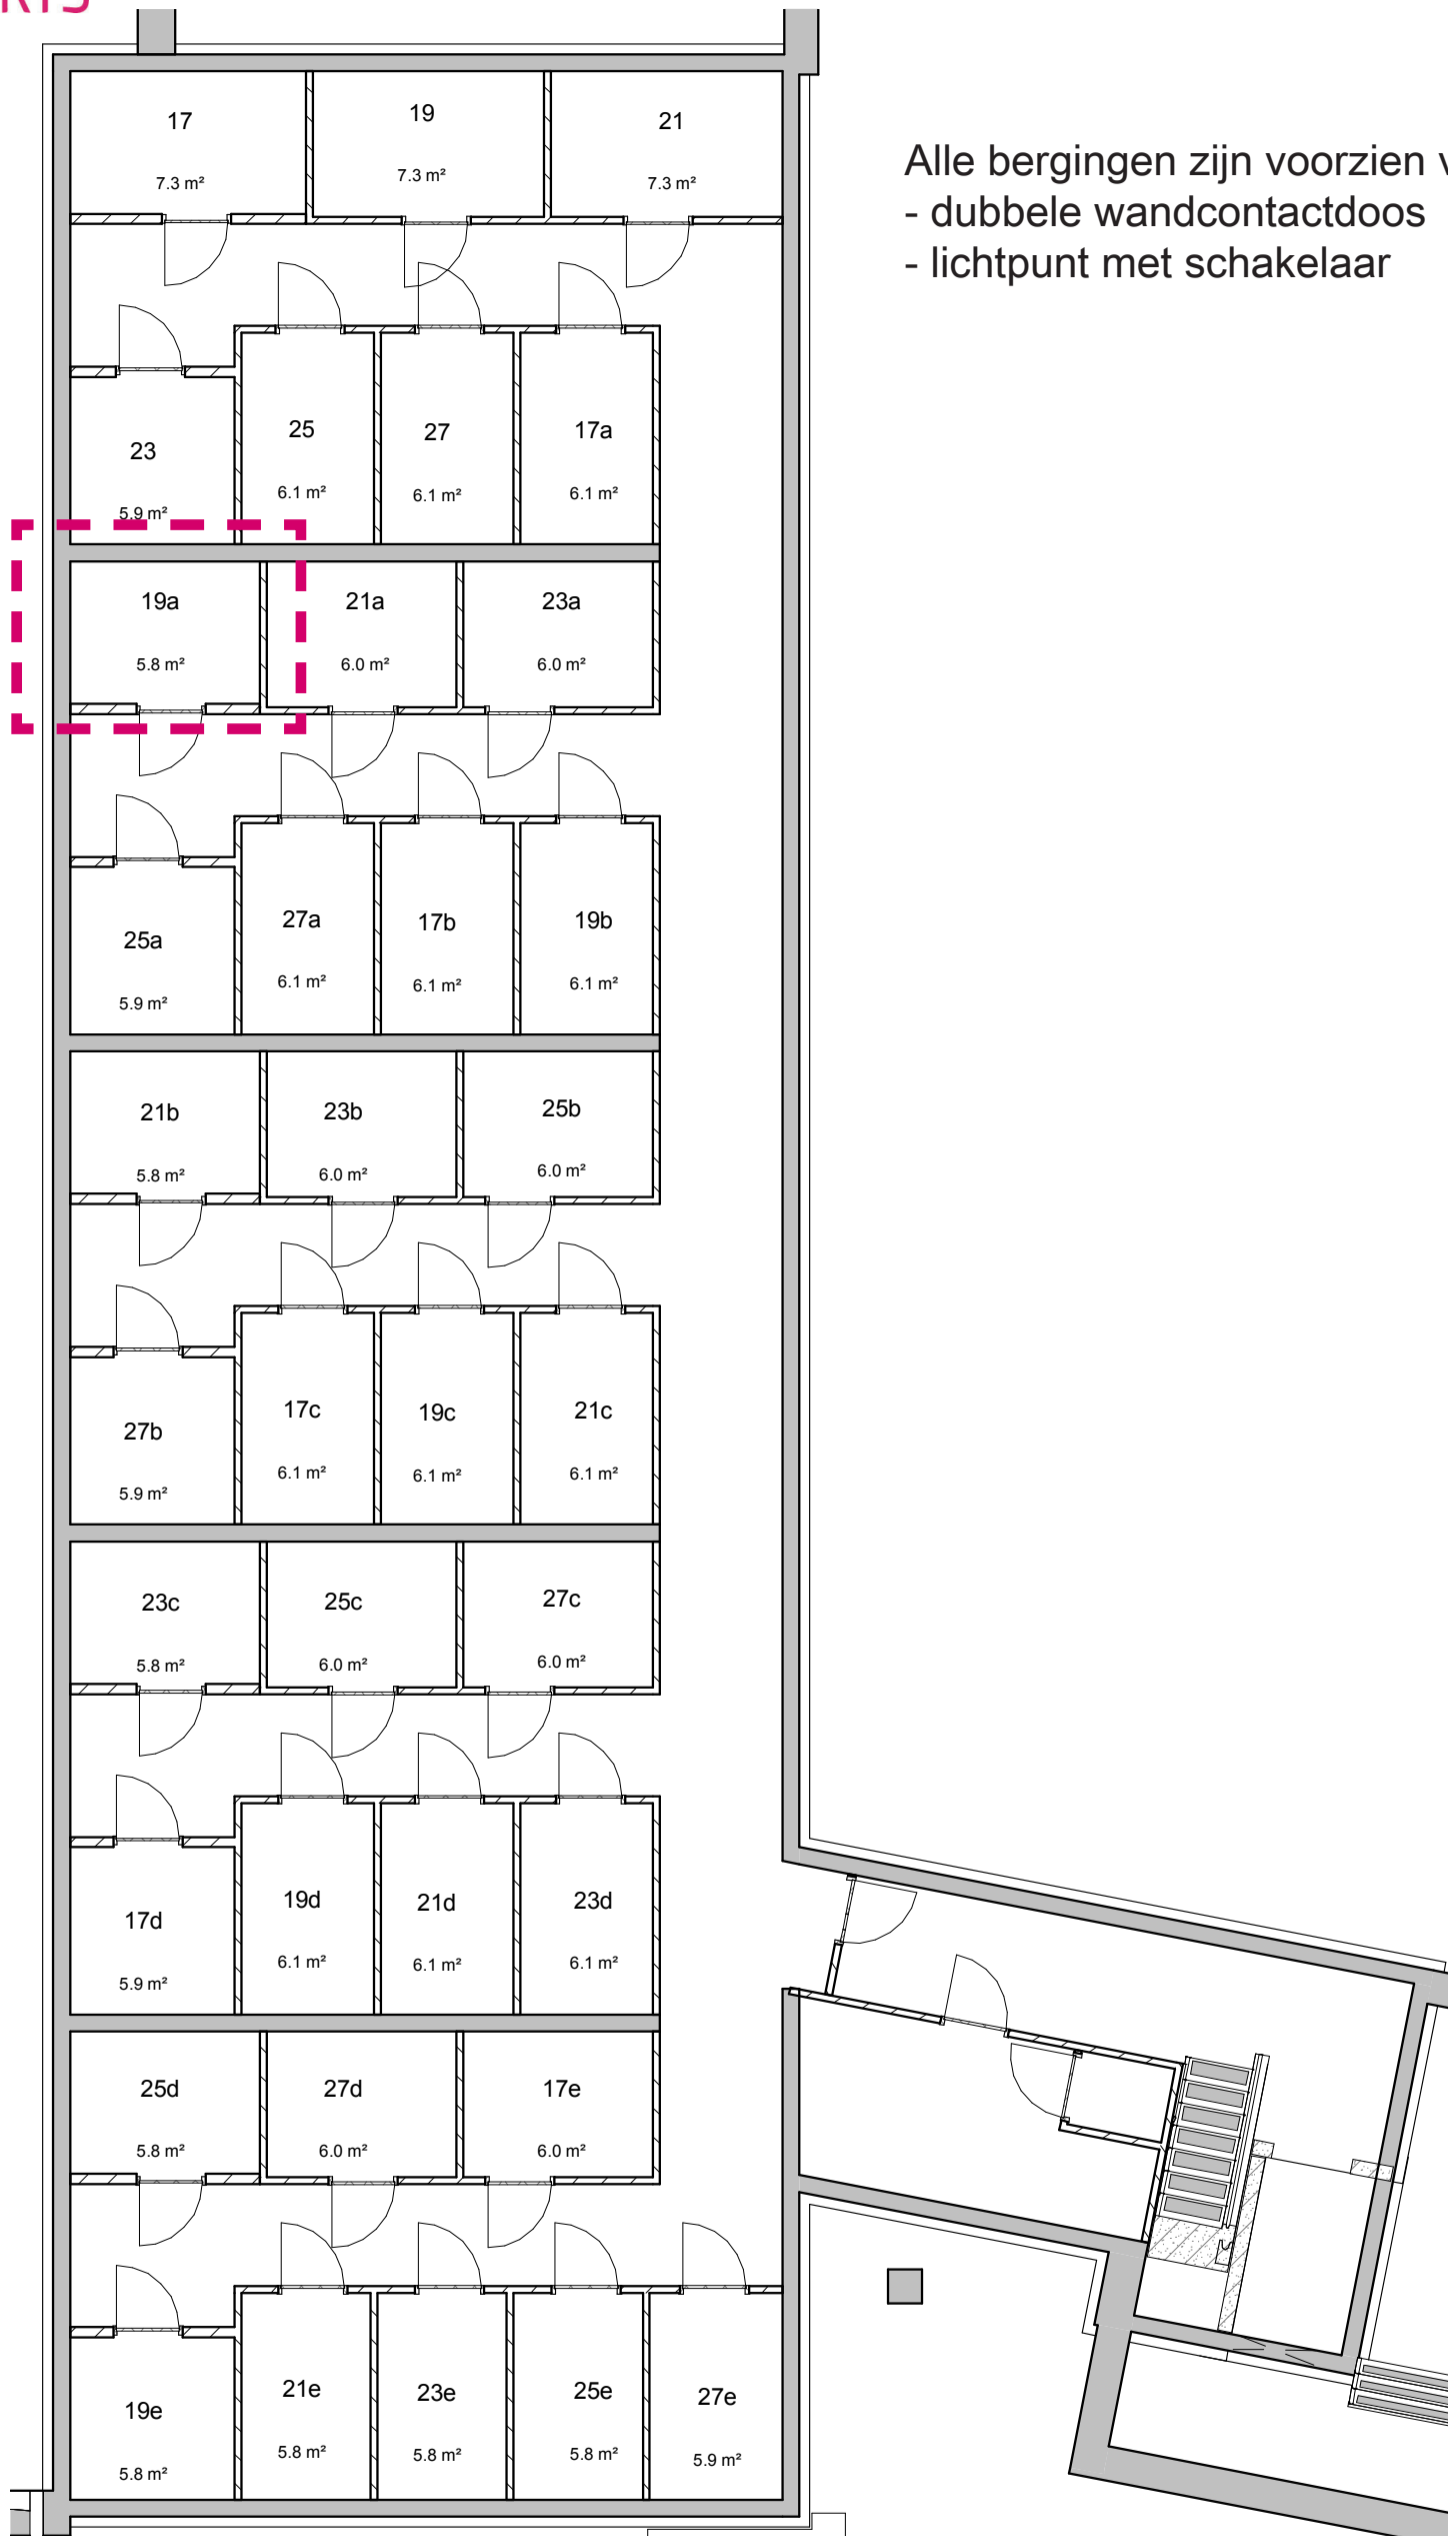 17
19
21
7.3 m²
7.3 m²
7.3 m²
Alle bergingen zijn voorzien
- dubbele wandcontactdoos
- lichtpunt met schakelaar
23
25
27
17a
5.9 m²
6.1 m²
6.1 m²
6.1 m²
19a
21a
23a
5.8 m²
6.0 m²
6.0 m²
25a
27a
17b
19b
5.9 m²
6.1 m²
6.1 m²
6.1 m²
21b
23b
25b
5.8 m²
6.0 m²
6.0 m²
27b
17c
19c
21c
5.9 m²
6.1 m²
6.1 m²
6.1 m²
23c
25c
27c
5.8 m²
6.0 m²
6.0 m²
17d
19d
21d
23d
5.9 m²
6.1 m²
6.1 m²
6.1 m²
25d
27d
17e
5.8 m²
6.0 m²
6.0 m²
19e
21e
23e
25e
27e
5.8 m²
5.8 m²
5.8 m²
5.8 m²
5.9 m²